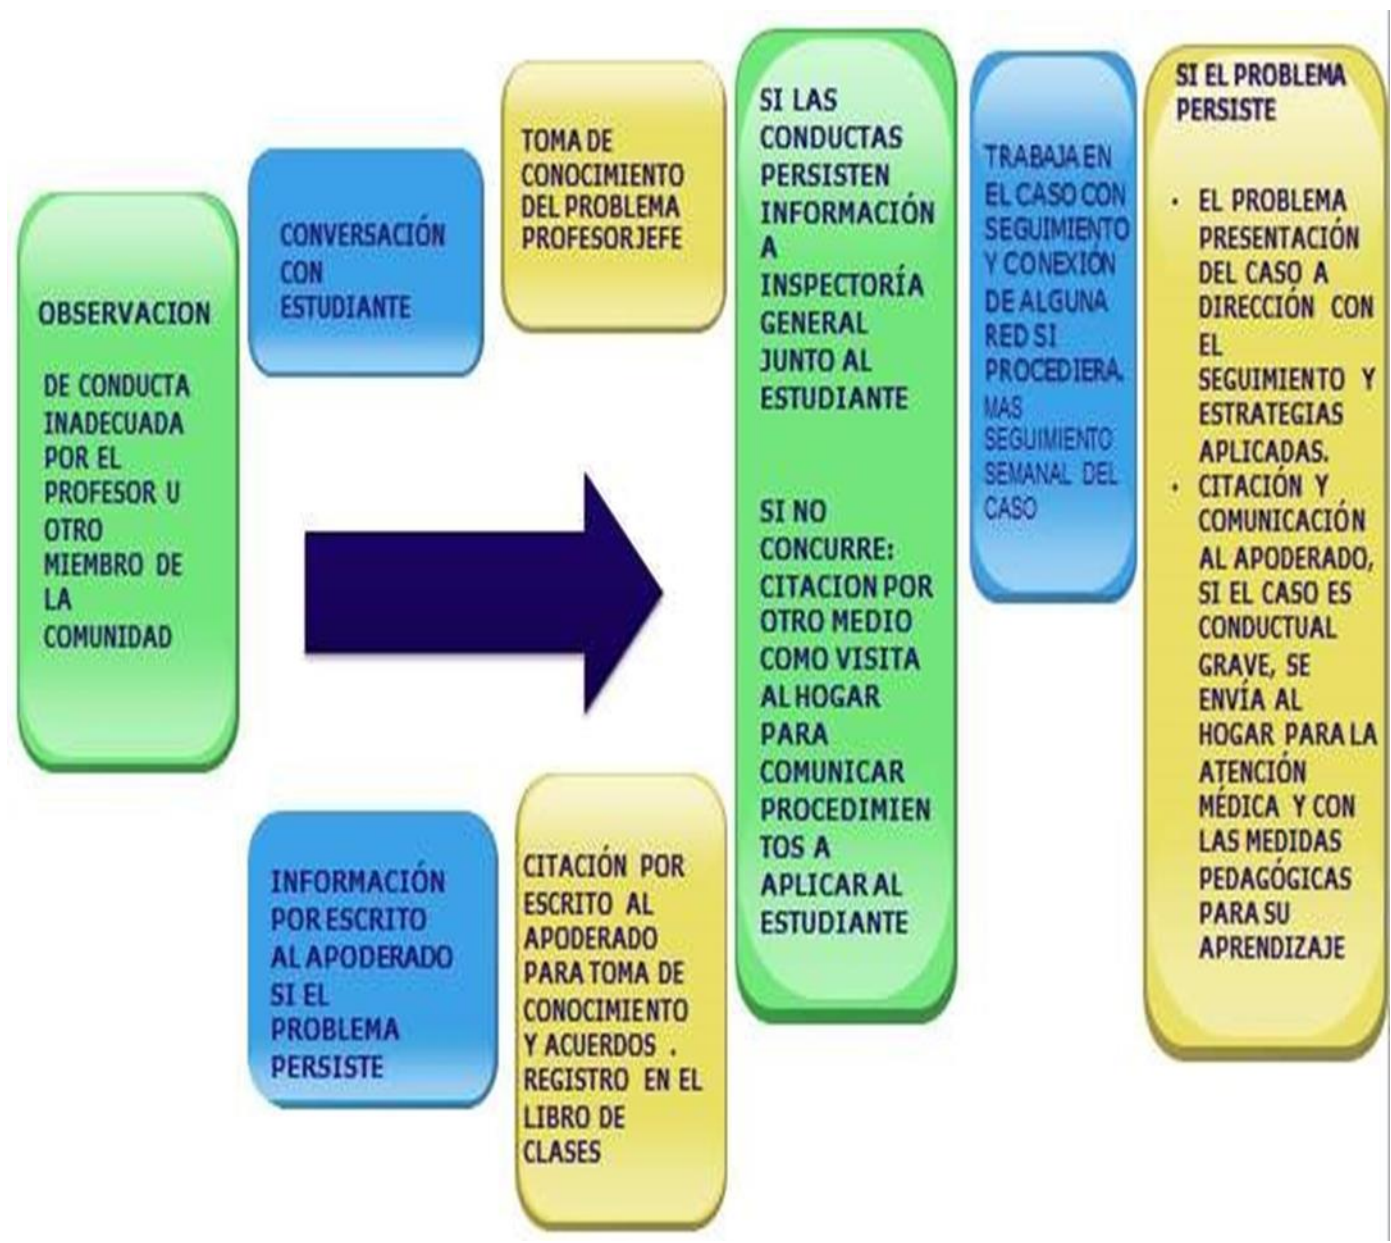 OBSERVACION
DE CONDUCTA
INADECUADA
POR EL
PROFESOR U
OTRO
MIEMBRO DE
LA
COMUNIDAD
CONVERSACIÓN
CON
ESTUDIANTE
INFORMACIÓN
POR ESCRITO
AL APODERADO
SI EL
PROBLEMA
PERSISTE
TOMA DE
CONOCIMIENTO
DEL PROBLEMA
PROFESOR JEFE
CITACIÓN POR
ESCRITO AL
APODERADO
PARA TOMA DE
CONOCIMIENTO
Y ACUERDOS .
REGISTRO EN EL
LIBRO DE
CLASES
SI LAS
CONDUCTAS
PERSISTEN
INFORMACIÓN
A
INSPECTORÍA
GENERAL
JUNTO AL
ESTUDIANTE
SI NO
CONCURRE:
CITACION POR
OTRO MEDIO
COMO VISITA
AL HOGAR
PARA
COMUNICAR
PROCEDIMIEN
TOS A
APLICAR AL
ESTUDIANTE
TRABAJA EN
EL CASO CON
SEGUIMIENTO
Y CONEXIÓN
DE ALGUNA
RED SI
PROCEDIERA.
MAS
SEGUIMIENTO
SEMANAL DEL
CASO
SI EL PROBLEMA
PERSISTE
• EL PROBLEMA
PRESENTACIÓN
DEL CASO A
DIRECCIÓN CON
EL
SEGUIMIENTO Y
ESTRATEGIAS
APLICADAS.
• CITACIÓN Y
COMUNICACIÓN
AL APODERADO,
SI EL CASO ES
CONDUCTUAL
GRAVE, SE
ENVÍA AL
HOGAR PARA LA
ATENCIÓN
MÉDICA Y CON
LAS MEDIDAS
PEDAGÓGICAS
PARA SU
APRENDIZAJE